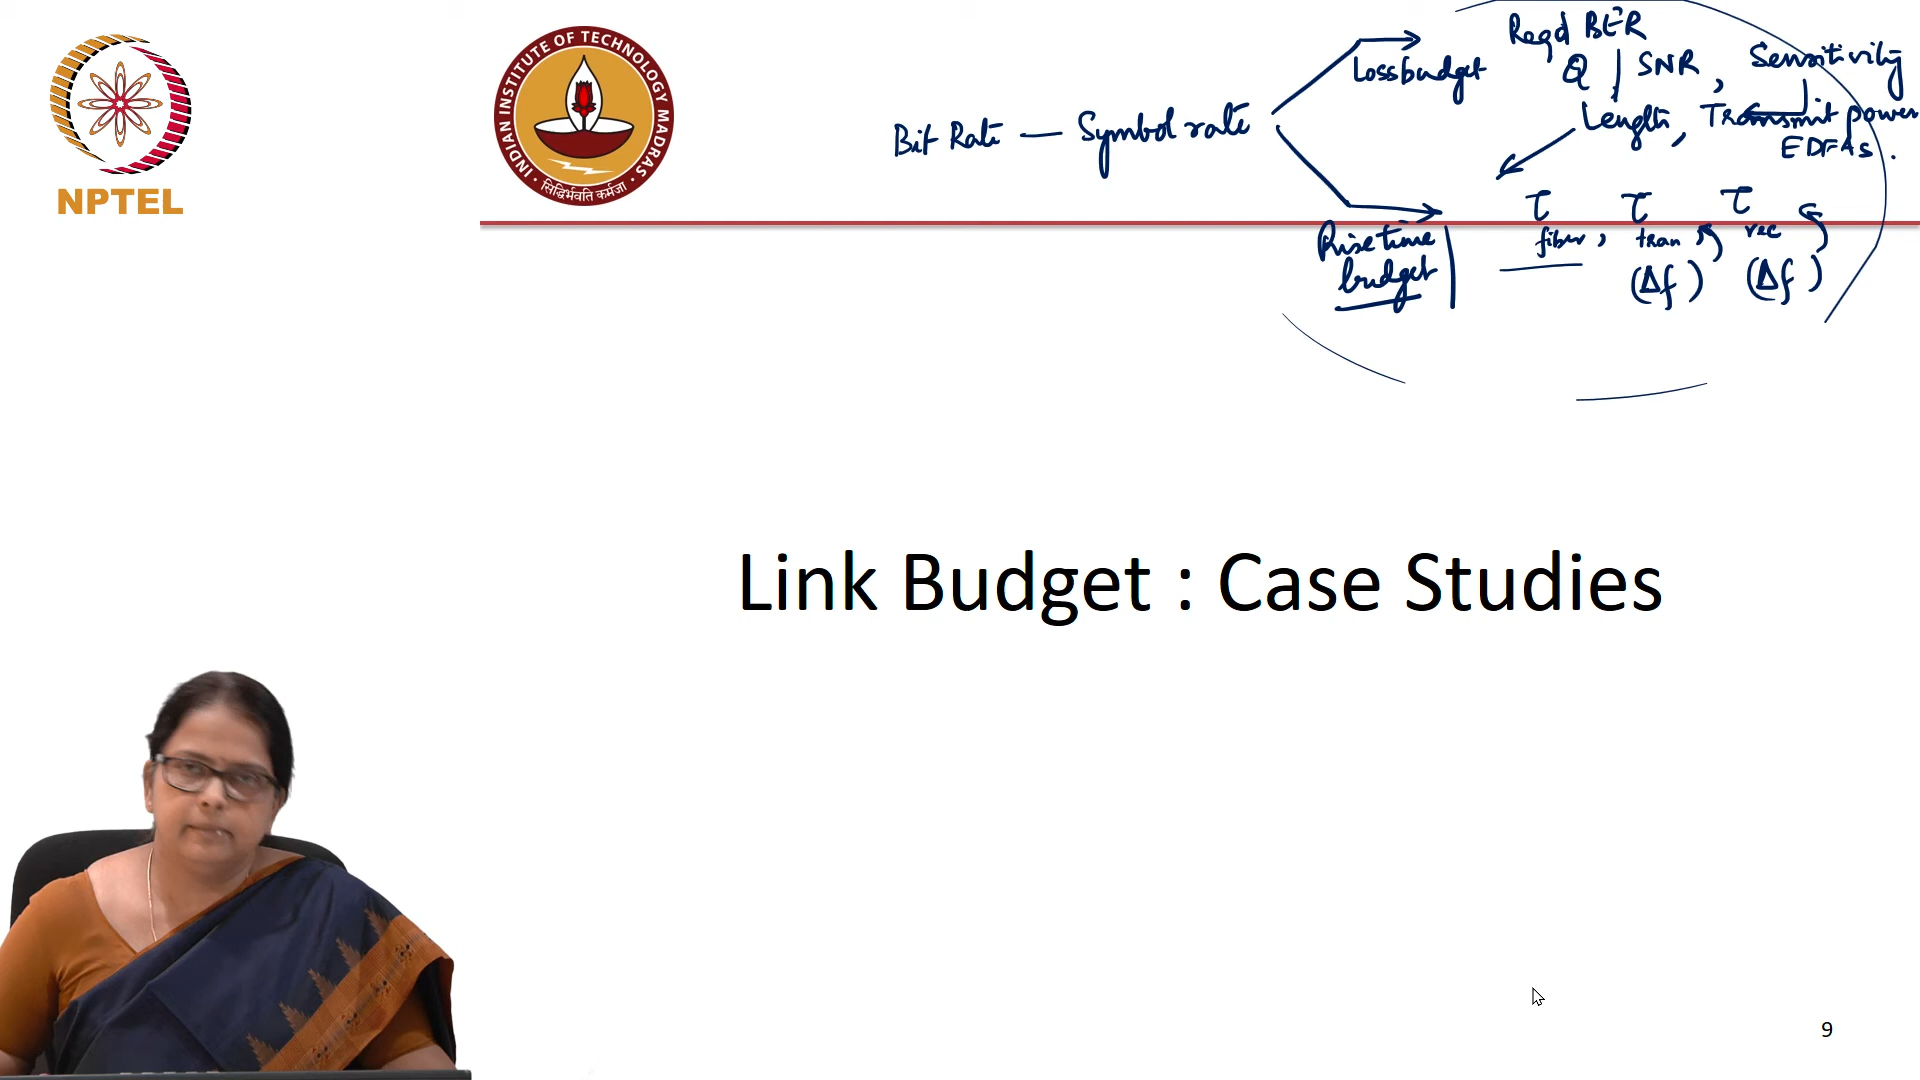 NPTEL
INDIAN INSTITUTE OF TECHNOLOGY MADRAS
सिद्धिर्भवति कर्मजा
Bit Rate — Symbol rate
Loss budget
Reqd BER
Q | SNR, Sensitivity
Length, Transmit power
EDFAs.
Rise time
budget
τ fiber, τ tran, τ rec
(Δf) (Δf)
Link Budget : Case Studies
9